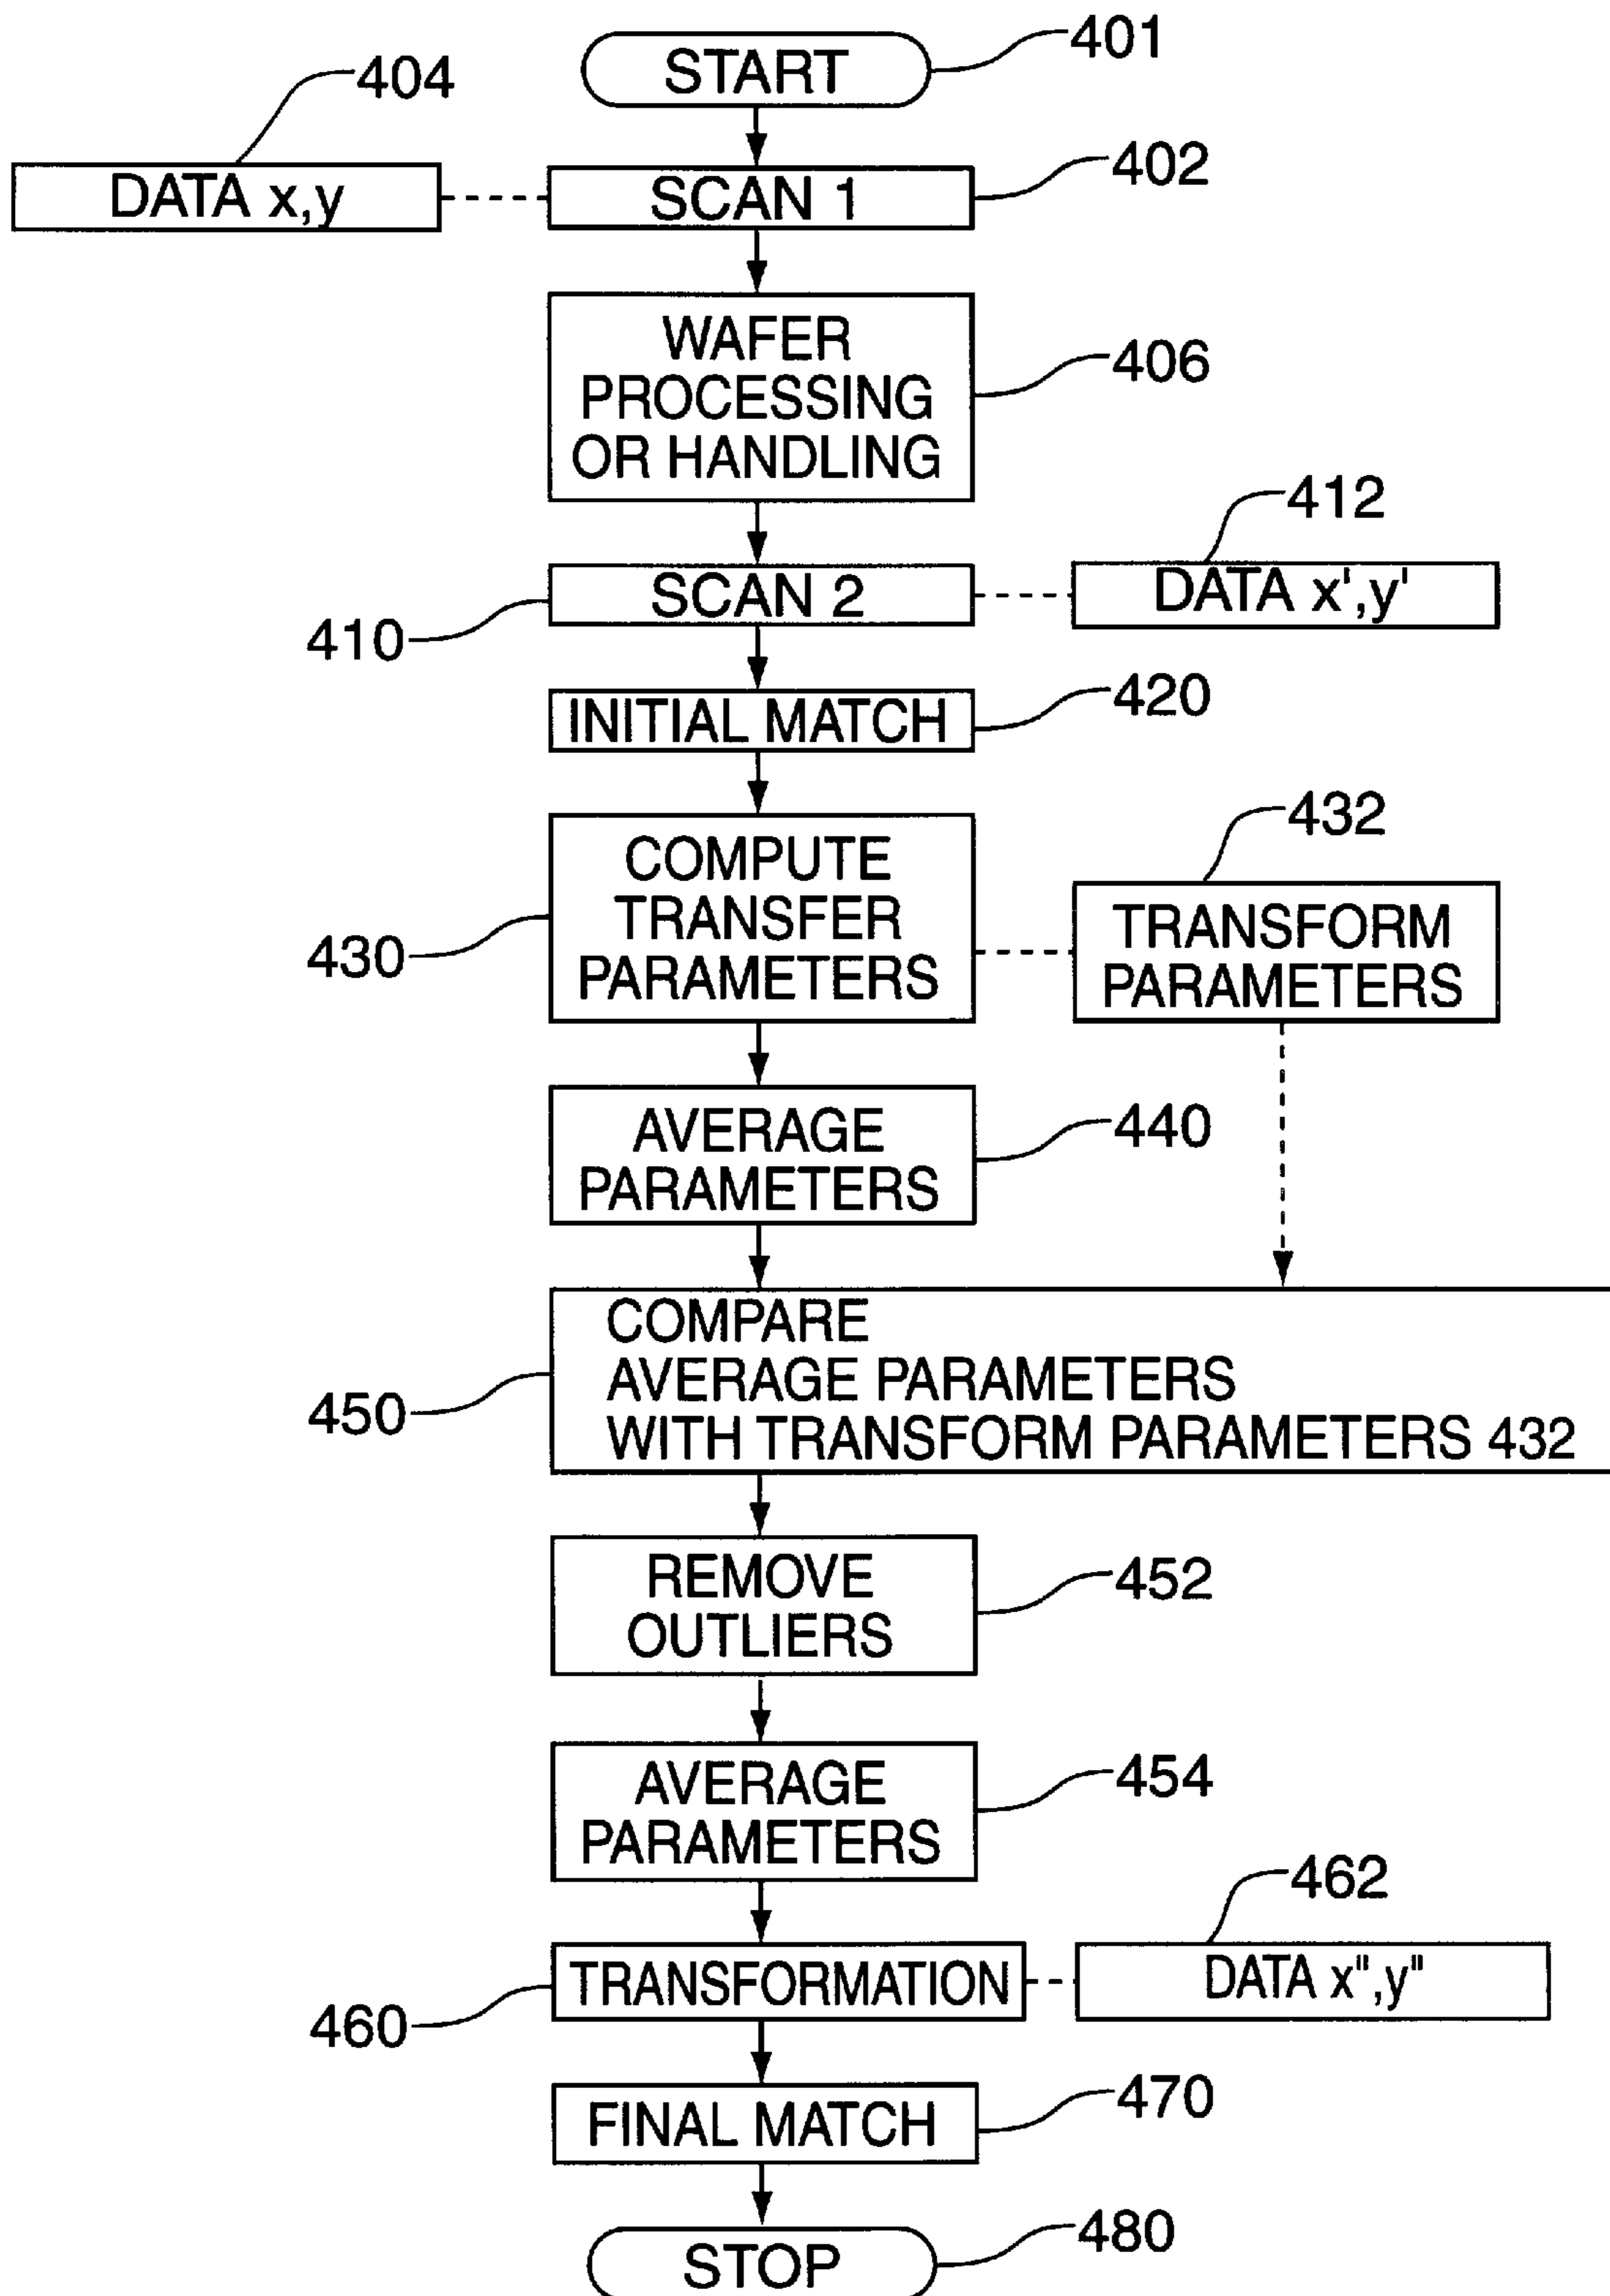 START
401
404
DATA x,y
SCAN 1
402
WAFER
PROCESSING
OR HANDLING
406
412
SCAN 2
DATA x',y'
410
INITIAL MATCH
420
COMPUTE
TRANSFER
PARAMETERS
430
432
TRANSFORM
PARAMETERS
AVERAGE
PARAMETERS
440
COMPARE
AVERAGE PARAMETERS
WITH TRANSFORM PARAMETERS 432
450
REMOVE
OUTLIERS
452
AVERAGE
PARAMETERS
454
462
TRANSFORMATION
DATA x",y"
460
FINAL MATCH
470
STOP
480